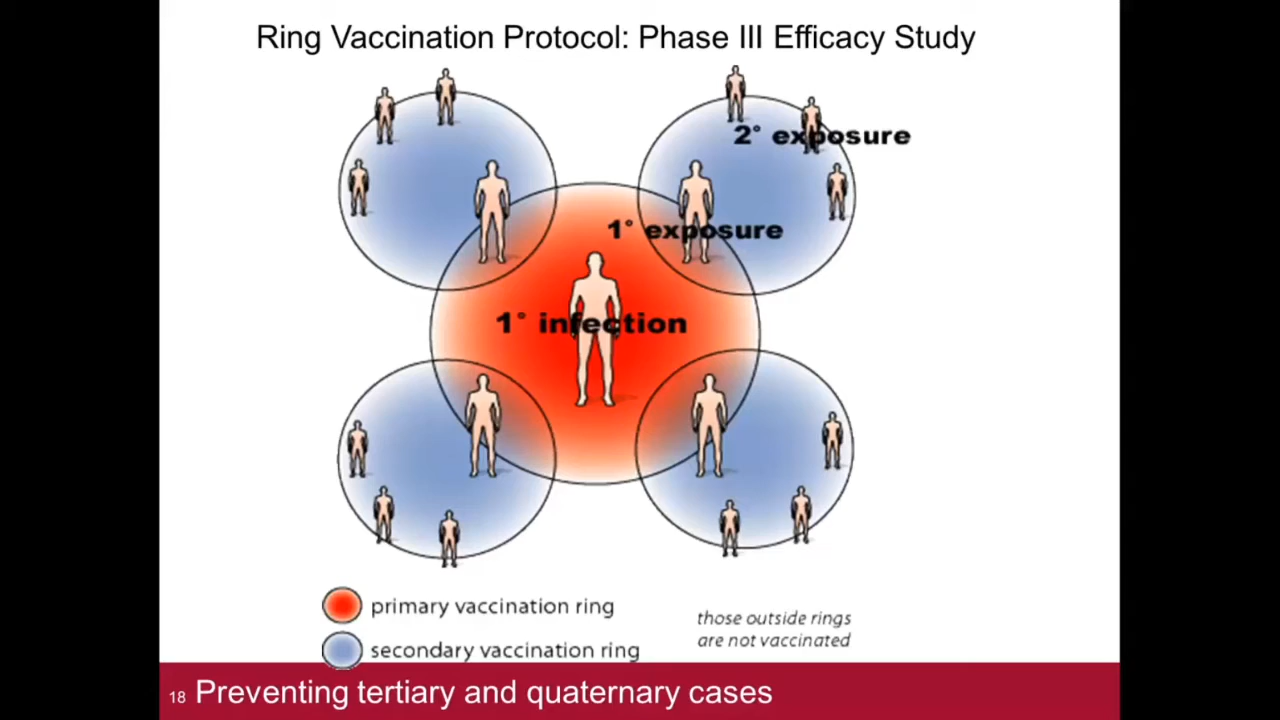 Ring Vaccination Protocol: Phase III Efficacy Study
2° exposure
1° exposure
1° infection
primary vaccination ring
secondary vaccination ring
those outside rings
are not vaccinated
18 Preventing tertiary and quaternary cases